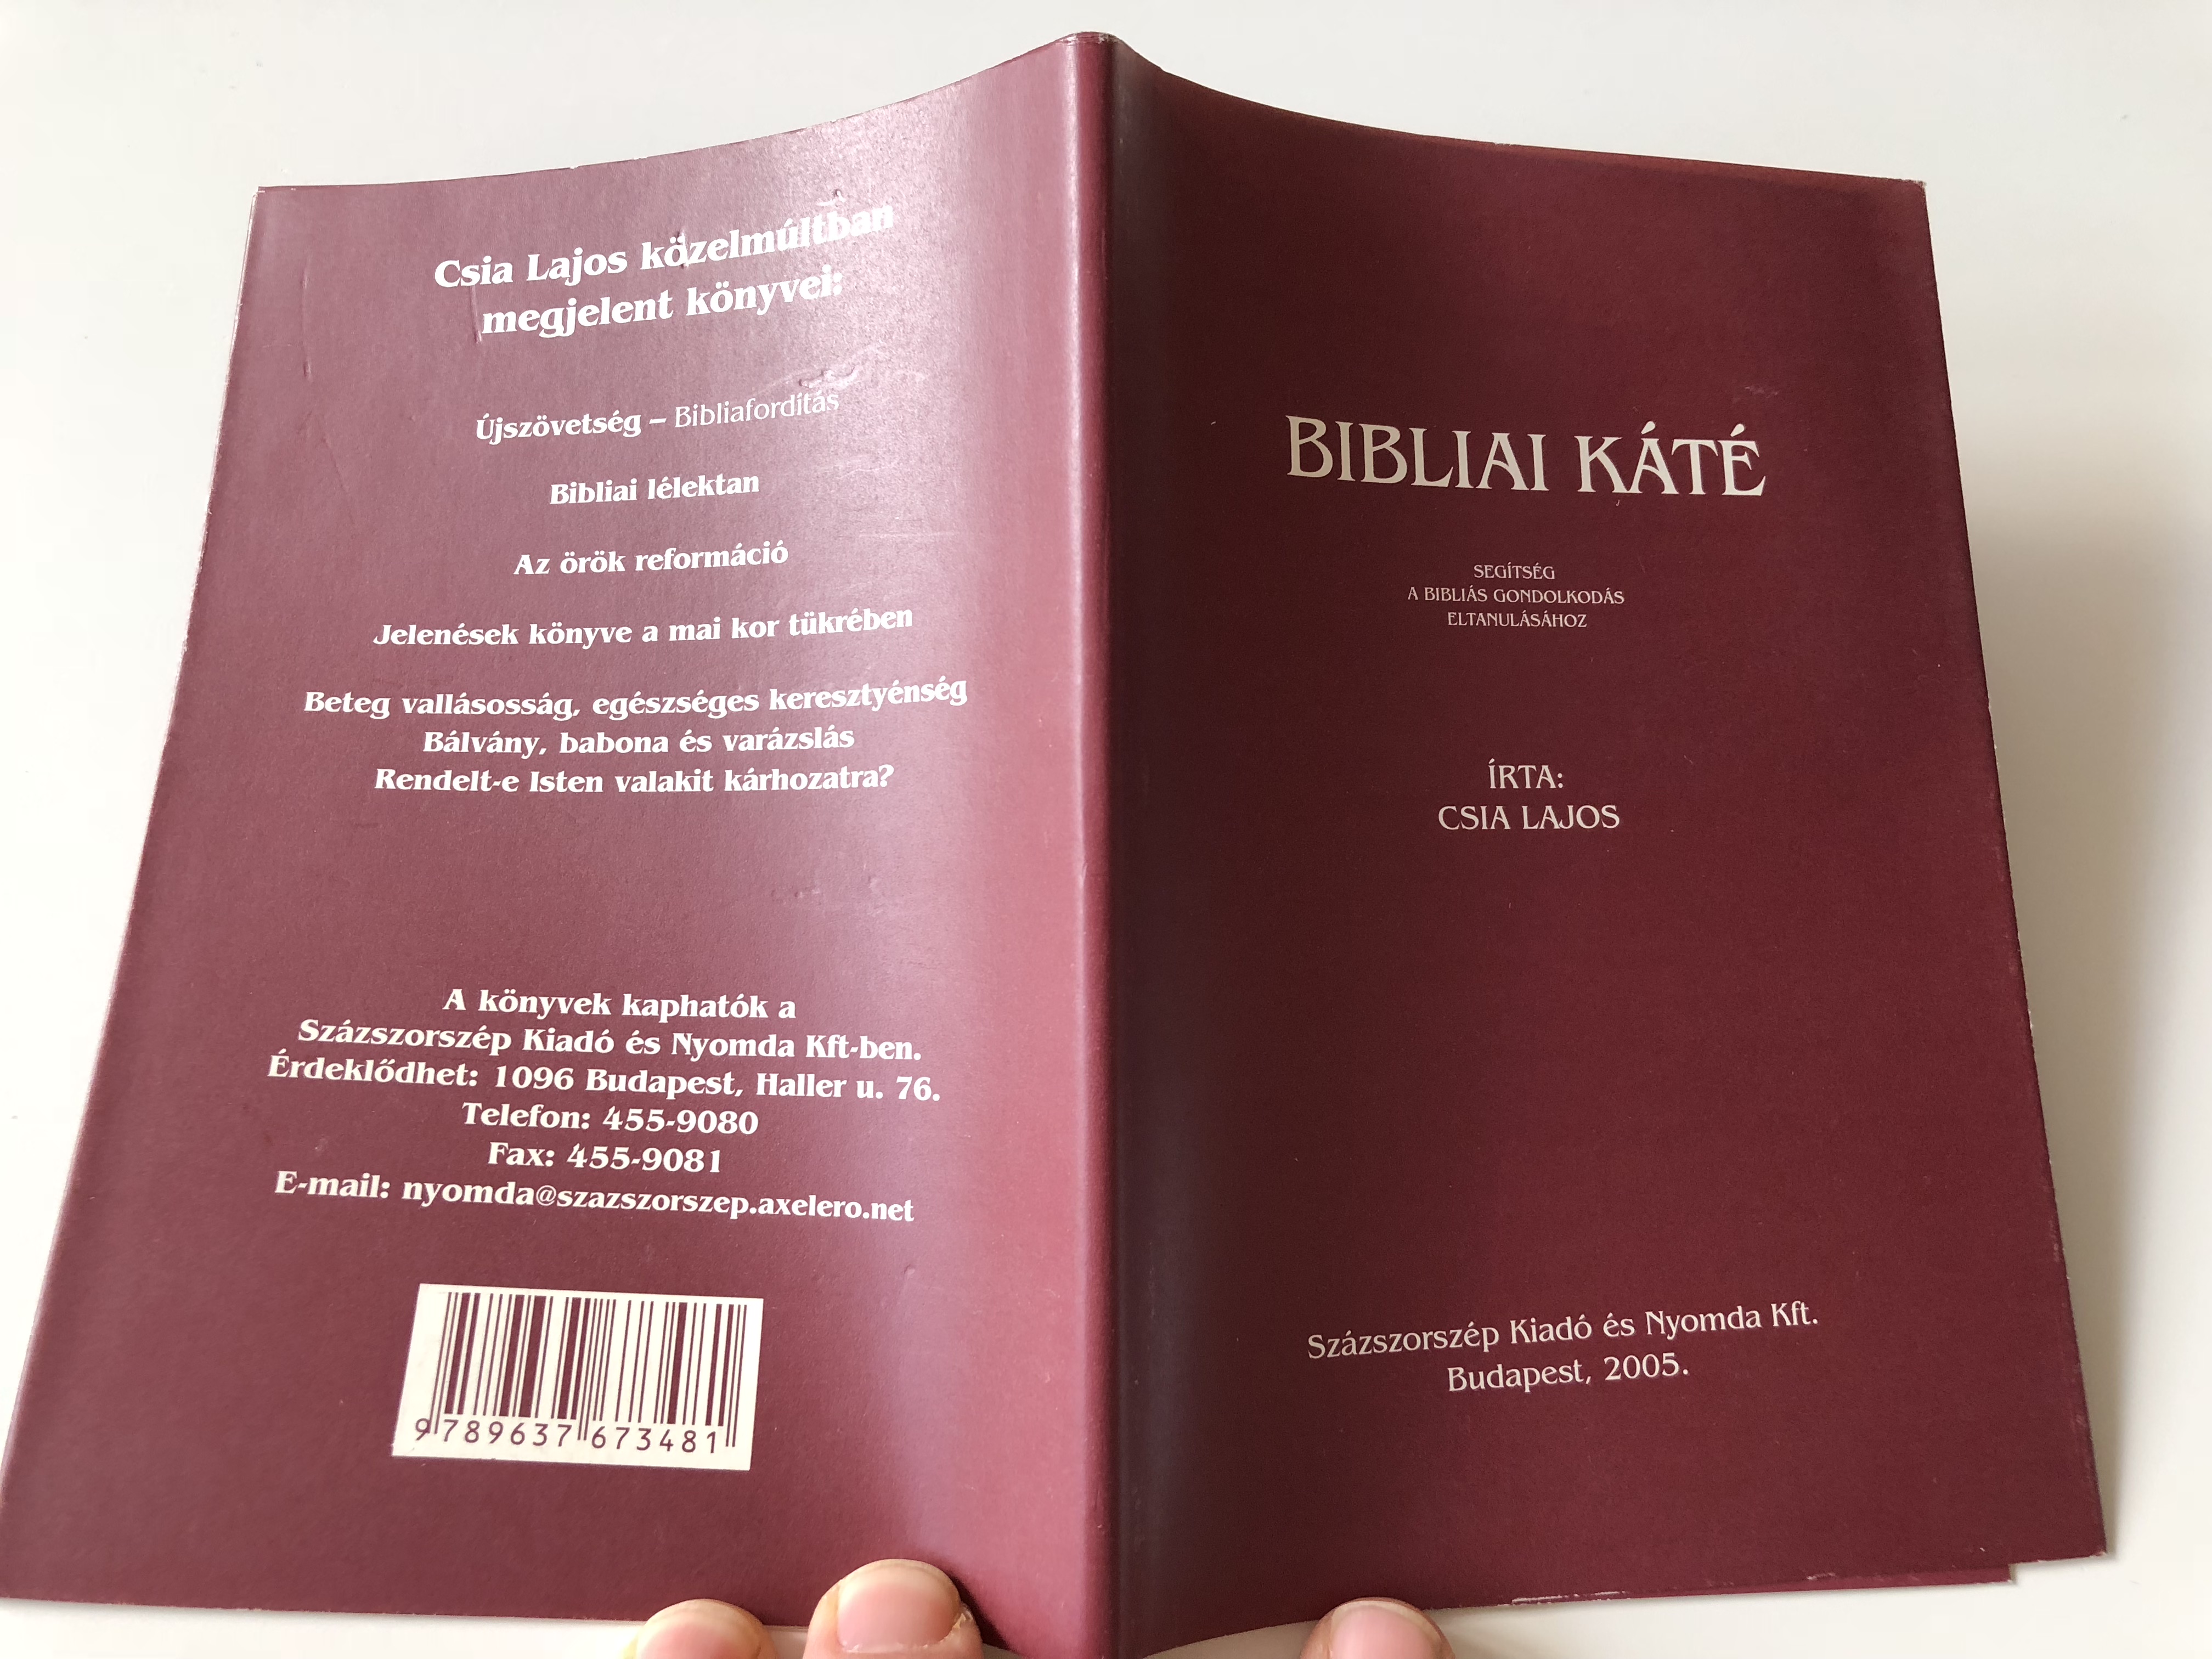 Csia Lajos közelmúltban
megjelent könyvei:
Újszövetség – Bibliafordítás
Bibliai lélektan
Az örök reformáció
Jelenések könyve a mai kor tükrében
Beteg vallásosság, egészséges keresztyénség
Bálvány, babona és varázslás
Rendelt-e Isten valakit kárhozatra?
A könyvek kaphatók a
Százszorszép Kiadó és Nyomda Kft-ben.
Érdeklődhet: 1096 Budapest, Haller u. 76.
Telefon: 455-9080
Fax: 455-9081
E-mail: nyomda@szazszorszep.axelero.net
9 789637 673481
BIBLIAI KÁTÉ
SEGÍTSÉG
A BIBLIÁS GONDOLKODÁS
ELTANULÁSÁHOZ
ÍRTA:
CSIA LAJOS
Százszorszép Kiadó és Nyomda Kft.
Budapest, 2005.